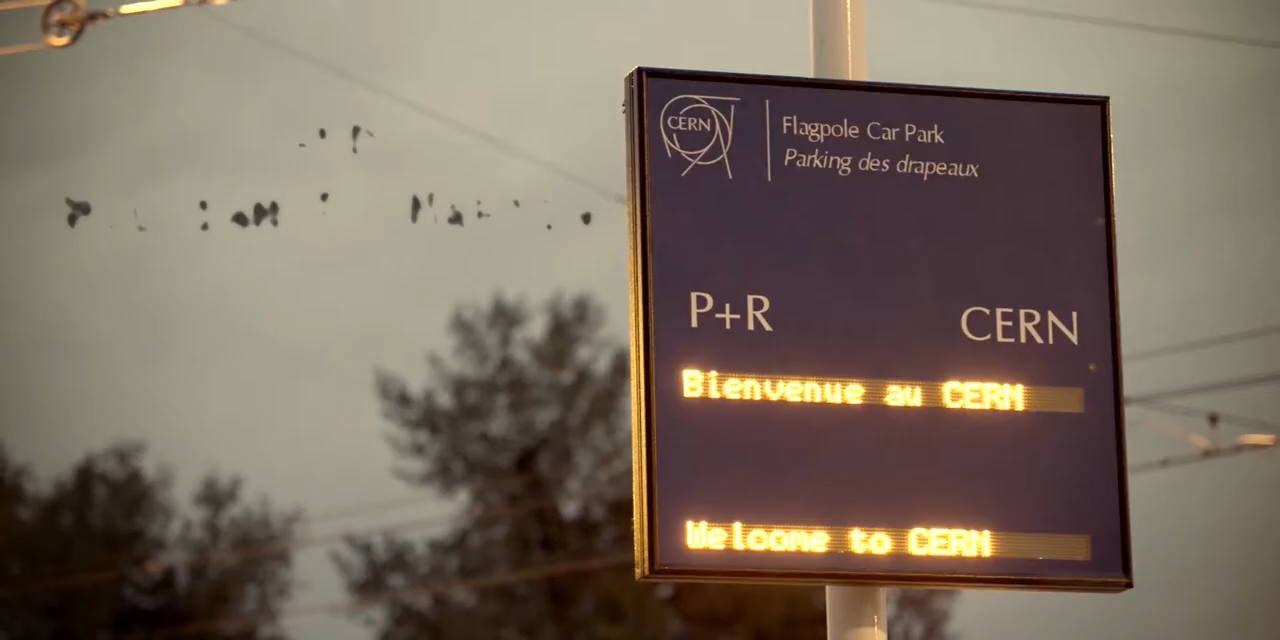 CERN
Flagpole Car Park
Parking des drapeaux
P+R CERN
Bienvenue au CERN
Welcome to CERN